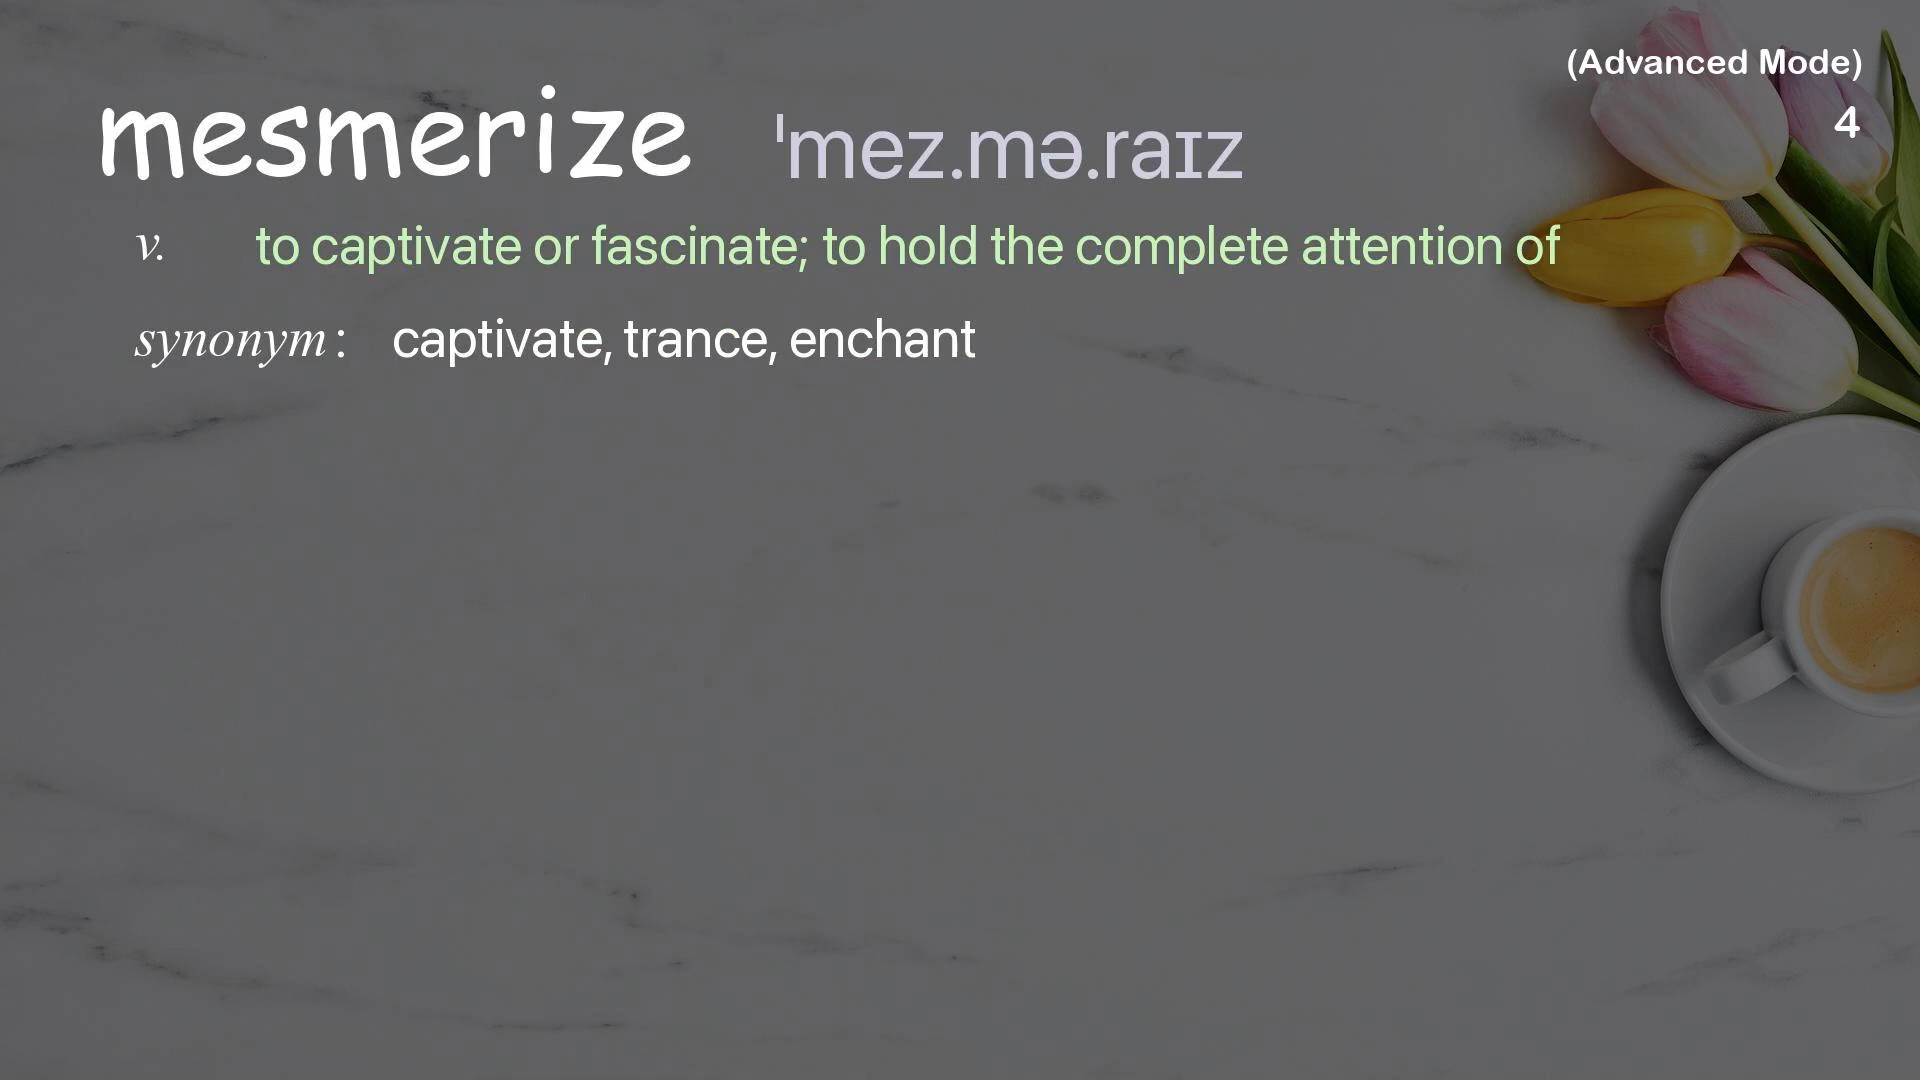 (Advanced Mode)
4
mesmerize ˈmez.mə.raɪz
v. to captivate or fascinate; to hold the complete attention of
synonym: captivate, trance, enchant